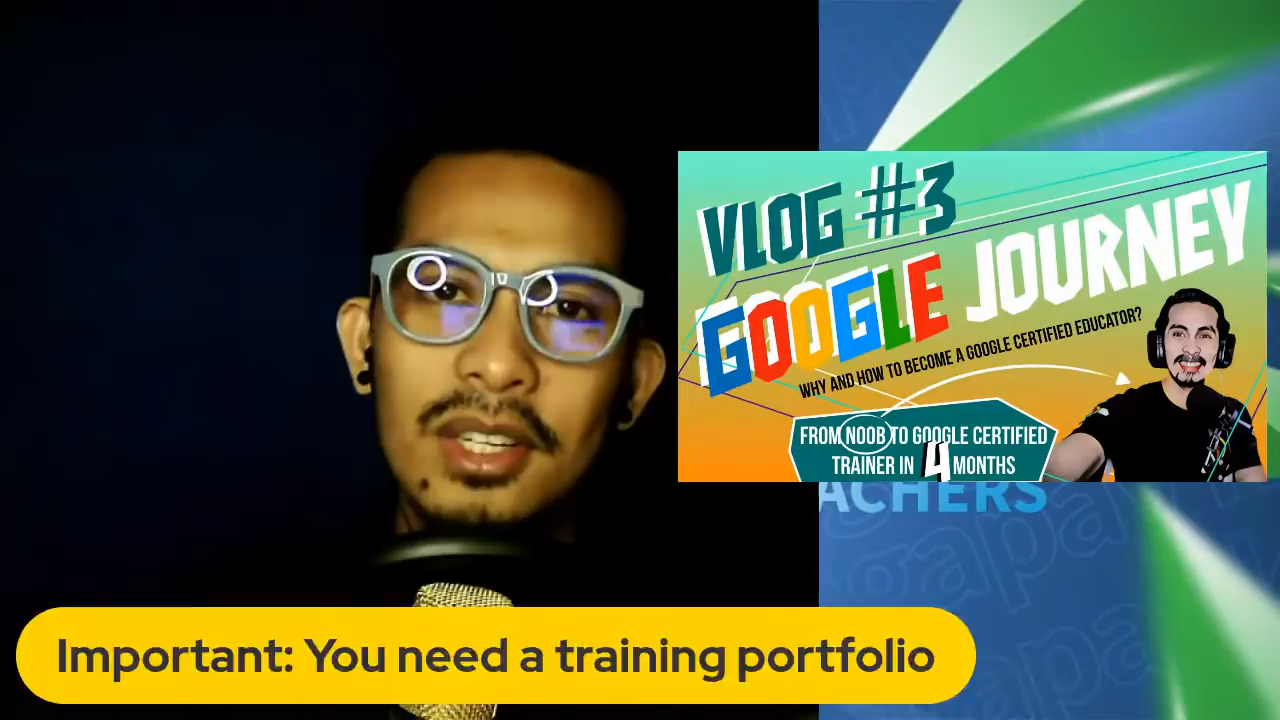 VLOG #3
GOOGLE JOURNEY
WHY AND HOW TO BECOME A GOOGLE CERTIFIED EDUCATOR?
FROM NOOB TO GOOGLE CERTIFIED
TRAINER IN 4 MONTHS
ACHERS
Important: You need a training portfolio